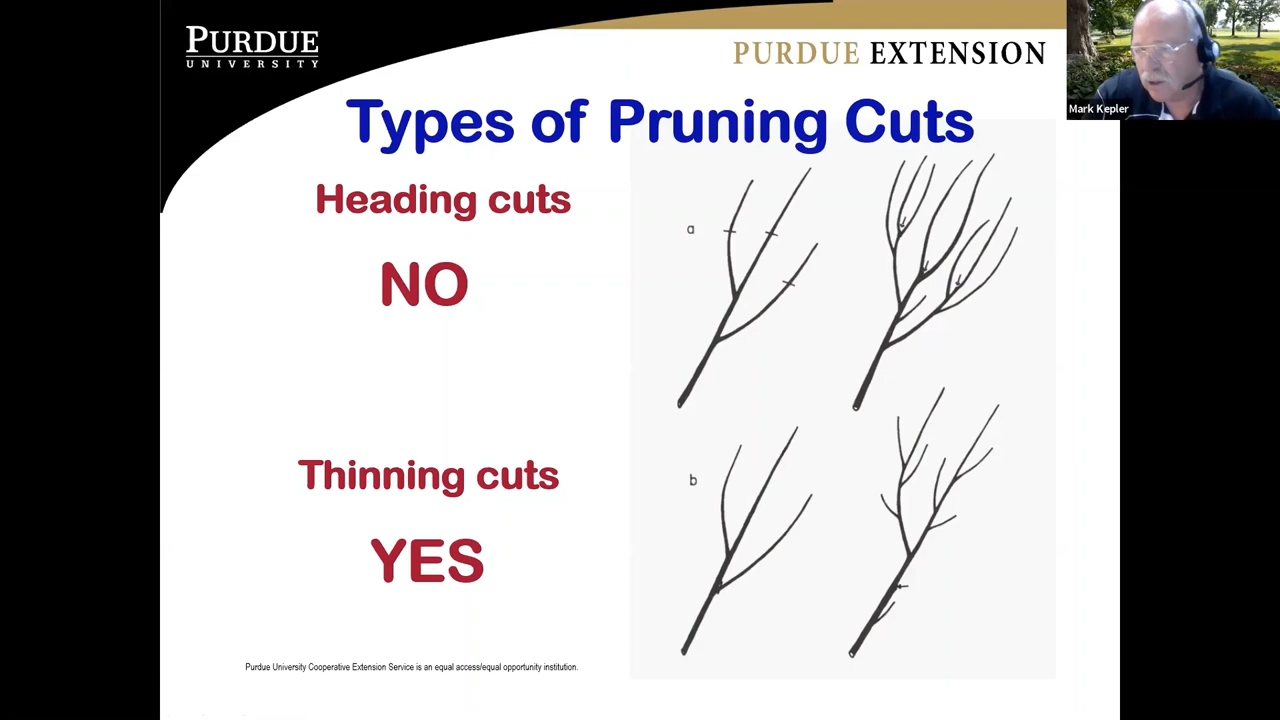 PURDUE
UNIVERSITY
PURDUE EXTENSION
Mark Kepler
Types of Pruning Cuts
Heading cuts
NO
a
Thinning cuts
YES
b
Purdue University Cooperative Extension Service is an equal access/equal opportunity institution.